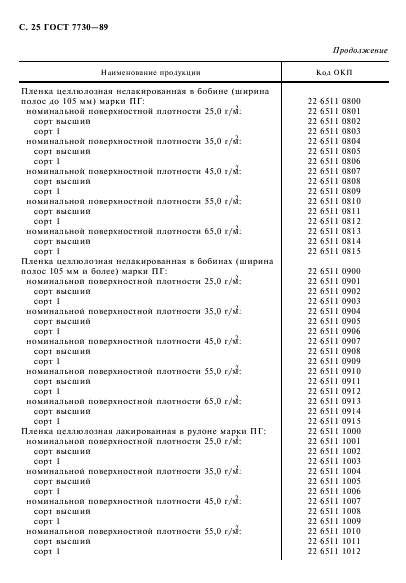 С. 25 ГОСТ 7730—89
Продолжение
Наименование продукции Код ОКП
Пленка целлюлозная нелакированная в бобине (ширина
полос до 105 мм) марки ПГ: 22 6511 0800
номинальной поверхностной плотности 25,0 г/м²: 22 6511 0801
сорт высший 22 6511 0802
сорт 1 22 6511 0803
номинальной поверхностной плотности 35,0 г/м²: 22 6511 0804
сорт высший 22 6511 0805
сорт 1 22 6511 0806
номинальной поверхностной плотности 45,0 г/м²: 22 6511 0807
сорт высший 22 6511 0808
сорт 1 22 6511 0809
номинальной поверхностной плотности 55,0 г/м²: 22 6511 0810
сорт высший 22 6511 0811
сорт 1 22 6511 0812
номинальной поверхностной плотности 65,0 г/м²: 22 6511 0813
сорт высший 22 6511 0814
сорт 1 22 6511 0815
Пленка целлюлозная нелакированная в бобинах (ширина
полос 105 мм и более) марки ПГ: 22 6511 0900
номинальной поверхностной плотности 25,0 г/м²: 22 6511 0901
сорт высший 22 6511 0902
сорт 1 22 6511 0903
номинальной поверхностной плотности 35,0 г/м²: 22 6511 0904
сорт высший 22 6511 0905
сорт 1 22 6511 0906
номинальной поверхностной плотности 45,0 г/м²: 22 6511 0907
сорт высший 22 6511 0908
сорт 1 22 6511 0909
номинальной поверхностной плотности 55,0 г/м²: 22 6511 0910
сорт высший 22 6511 0911
сорт 1 22 6511 0912
номинальной поверхностной плотности 65,0 г/м²: 22 6511 0913
сорт высший 22 6511 0914
сорт 1 22 6511 0915
Пленка целлюлозная лакированная в рулоне марки ПГ: 22 6511 1000
номинальной поверхностной плотности 25,0 г/м²: 22 6511 1001
сорт высший 22 6511 1002
сорт 1 22 6511 1003
номинальной поверхностной плотности 35,0 г/м²: 22 6511 1004
сорт высший 22 6511 1005
сорт 1 22 6511 1006
номинальной поверхностной плотности 45,0 г/м²: 22 6511 1007
сорт высший 22 6511 1008
сорт 1 22 6511 1009
номинальной поверхностной плотности 55,0 г/м²: 22 6511 1010
сорт высший 22 6511 1011
сорт 1 22 6511 1012